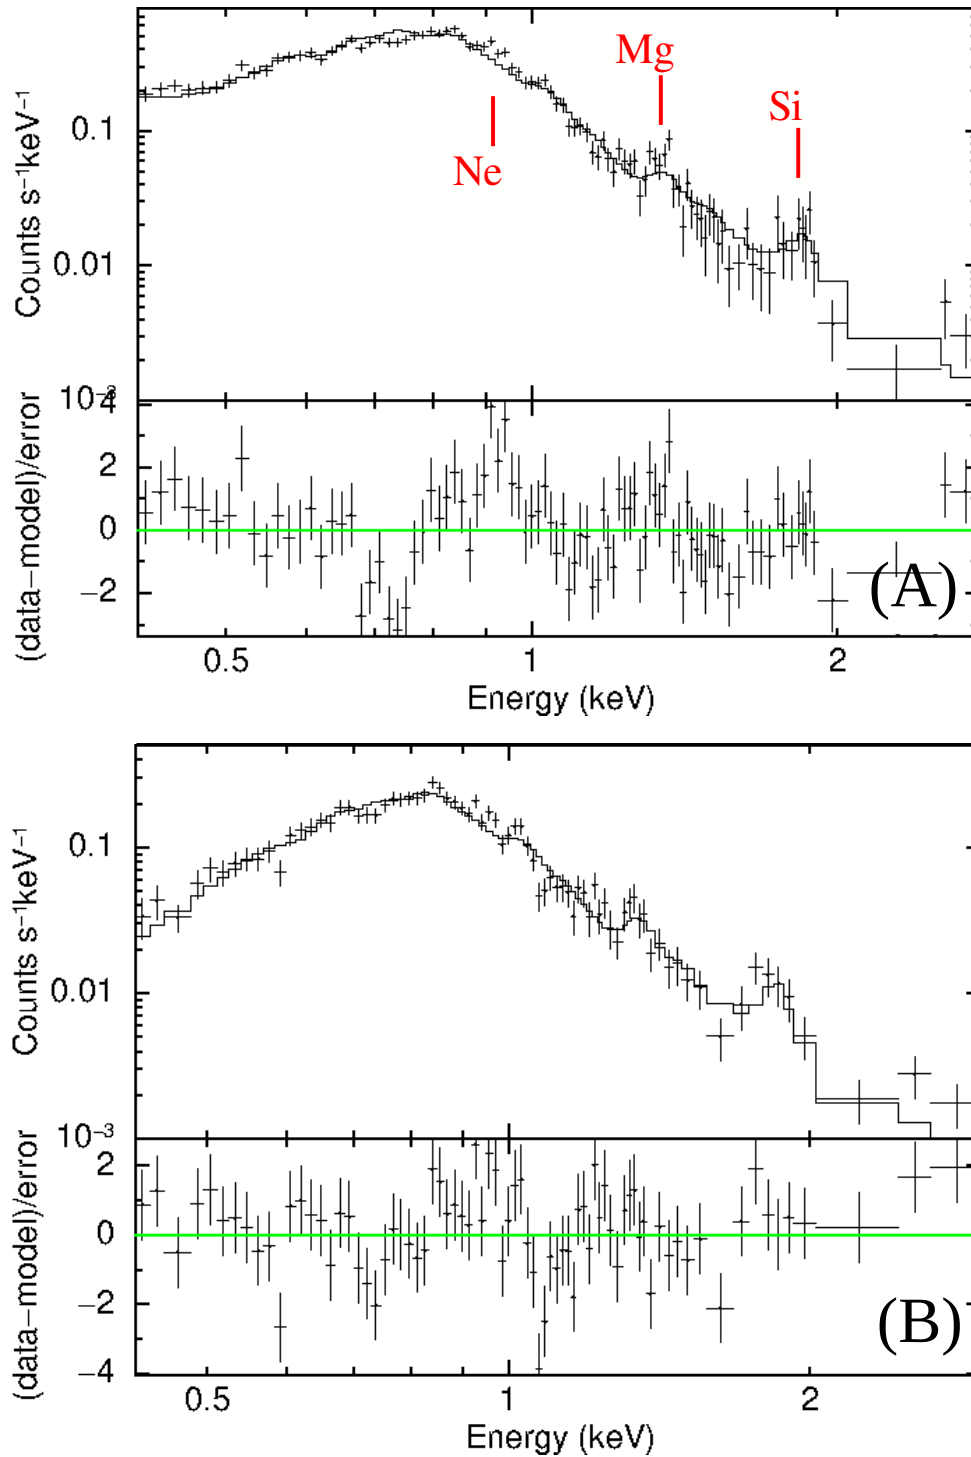 Mg
Si
Ne
0.1
0.01
10⁻³
Counts s⁻¹keV⁻¹
4
2
0
−2
(data−model)/error
(A)
0.5 1 2
Energy (keV)
0.1
0.01
10⁻³
Counts s⁻¹keV⁻¹
2
0
−2
−4
(data−model)/error
(B)
0.5 1 2
Energy (keV)